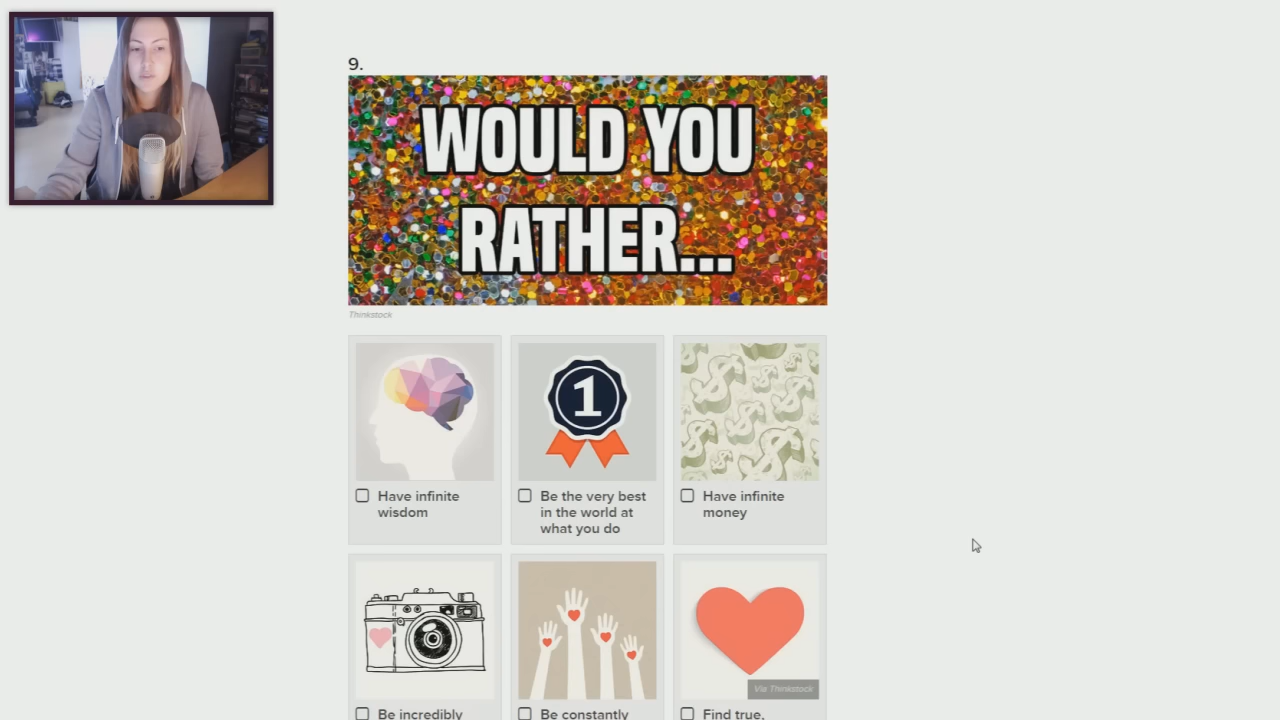 9.
WOULD YOU
RATHER...
Thinkstock
1
Have infinite
wisdom
Be the very best
in the world at
what you do
Have infinite
money
Via Thinkstock
Be incredibly
Be constantly
Find true,